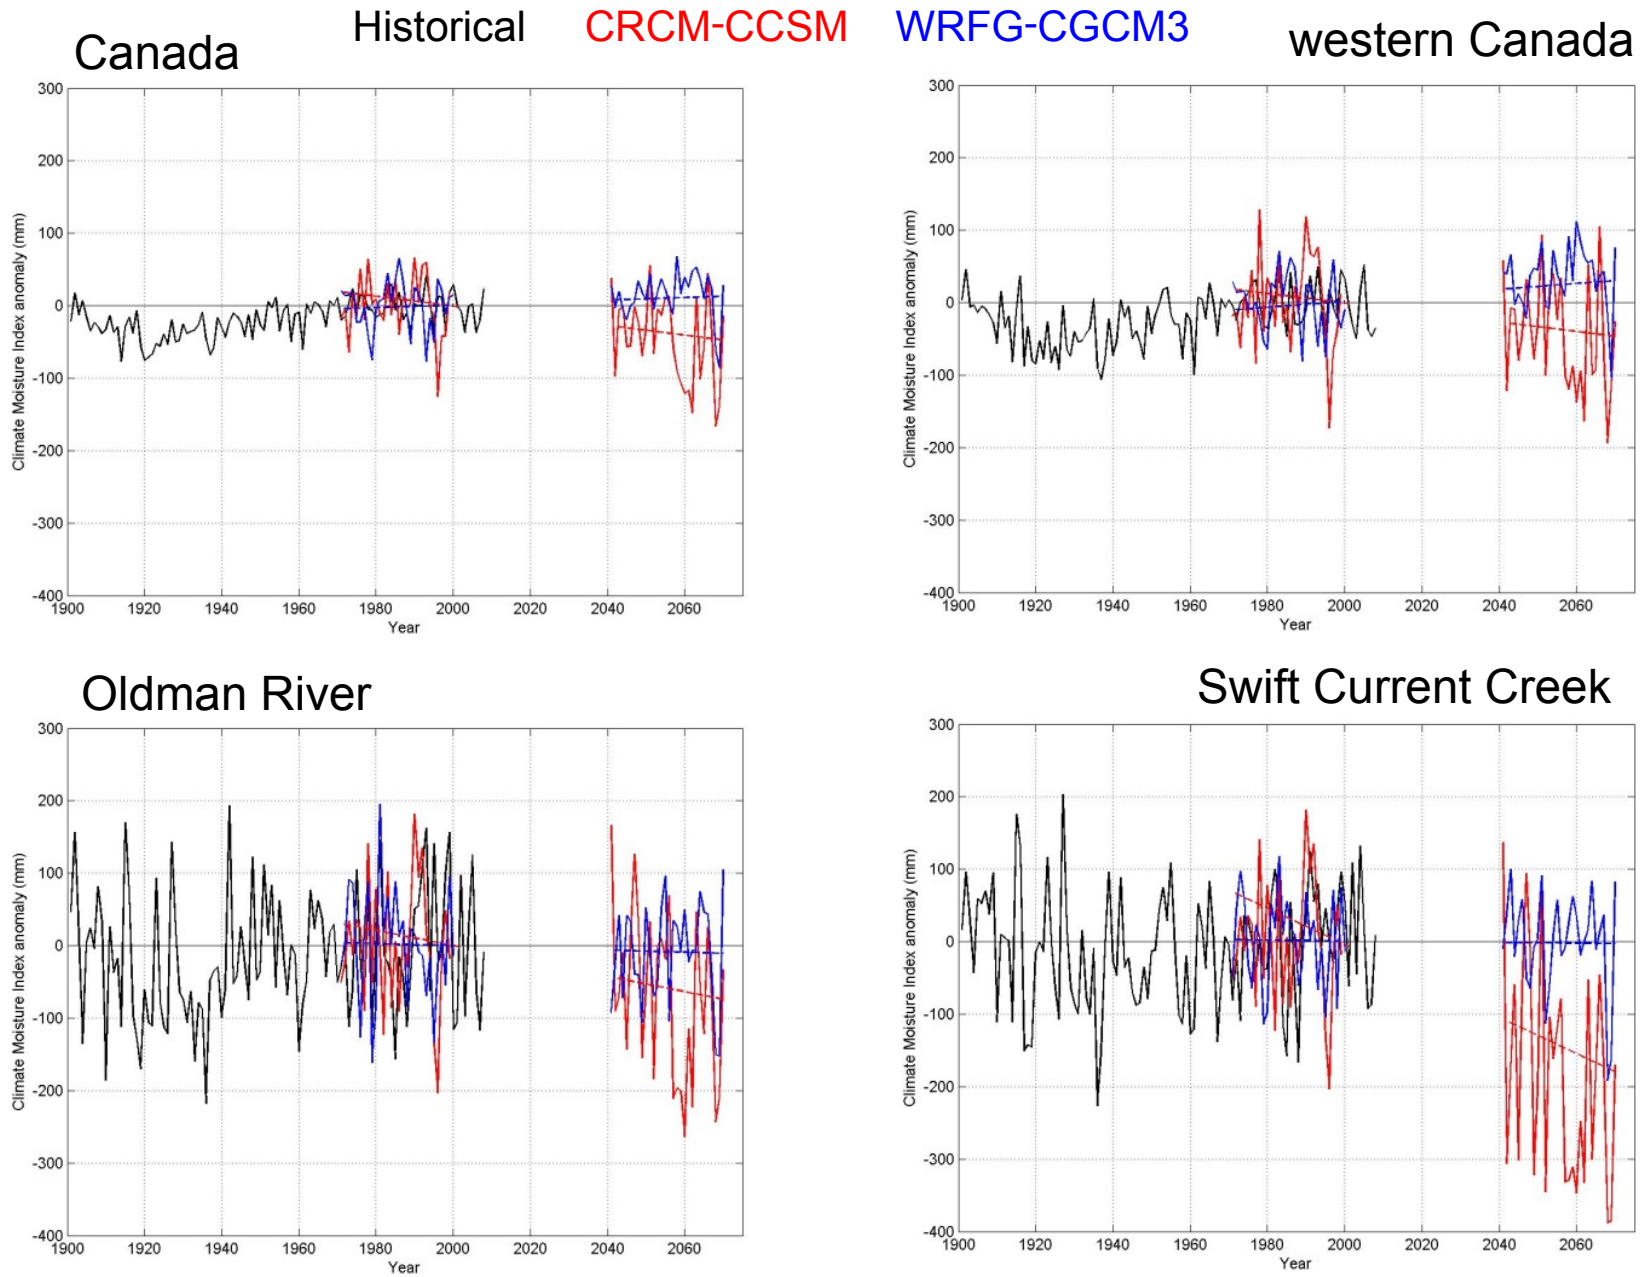 Historical CRCM-CCSM WRFG-CGCM3
Canada
western Canada
300
200
100
0
-100
-200
-300
-400
Climate Moisture Index anomaly (mm)
1900 1920 1940 1960 1980 2000 2020 2040 2060
Year
300
200
100
0
-100
-200
-300
-400
Climate Moisture Index anomaly (mm)
1900 1920 1940 1960 1980 2000 2020 2040 2060
Year
Oldman River
Swift Current Creek
300
200
100
0
-100
-200
-300
-400
Climate Moisture Index anomaly (mm)
1900 1920 1940 1960 1980 2000 2020 2040 2060
Year
300
200
100
0
-100
-200
-300
-400
Climate Moisture Index anomaly (mm)
1900 1920 1940 1960 1980 2000 2020 2040 2060
Year